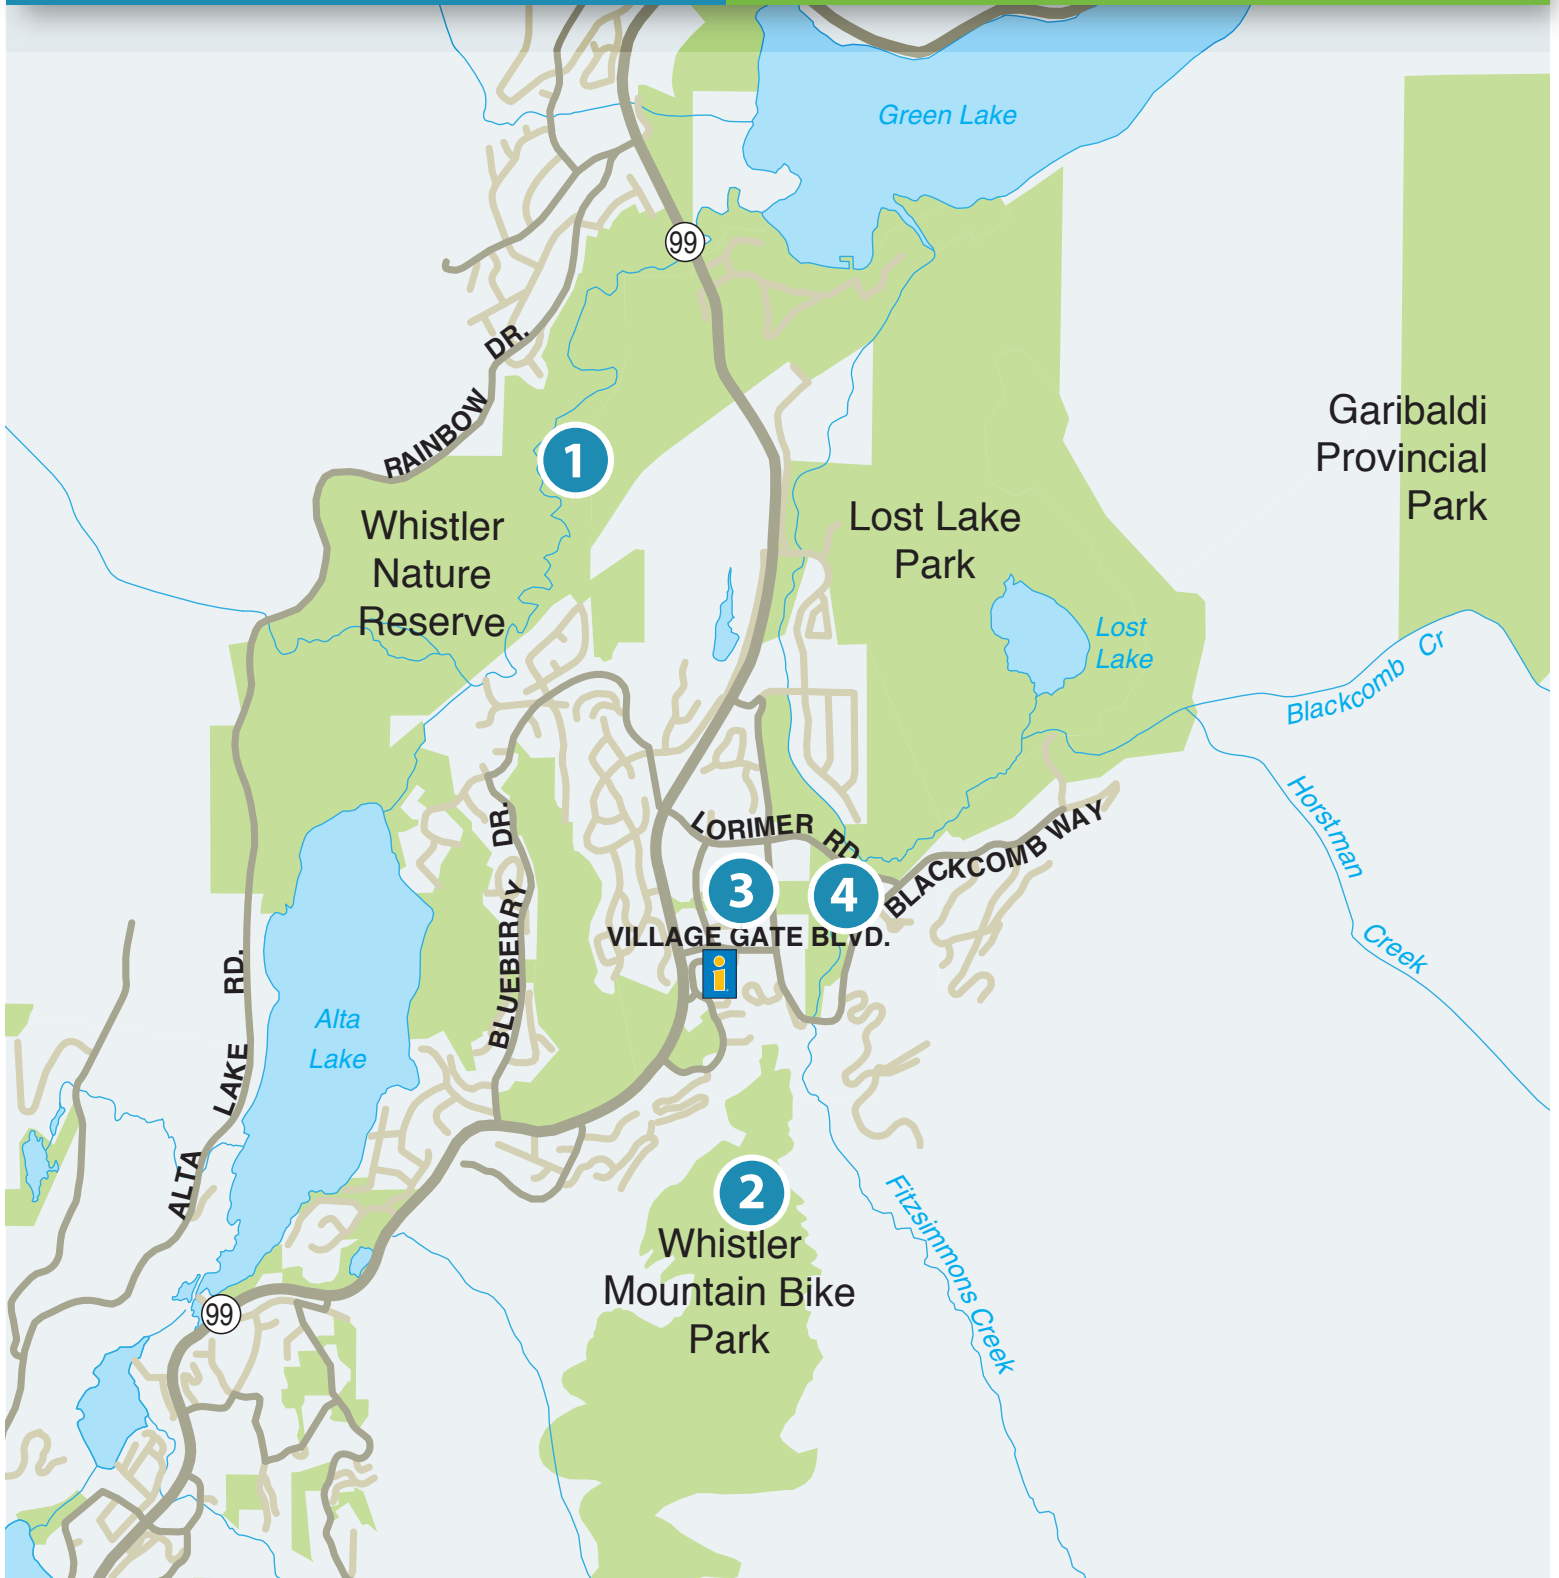 Green Lake
99
DR.
RAINBOW
Garibaldi
Provincial
Park
1
Whistler
Nature
Reserve
Lost Lake
Park
Lost
Lake
Blackcomb Cr
Horstman
Creek
LORIMER RD.
BLACKCOMB WAY
DR.
BLUEBERRY
3
4
VILLAGE GATE BLVD.
i
Alta
Lake
ALTA LAKE RD.
2
Whistler
Mountain Bike
Park
Fitzsimmons Creek
99